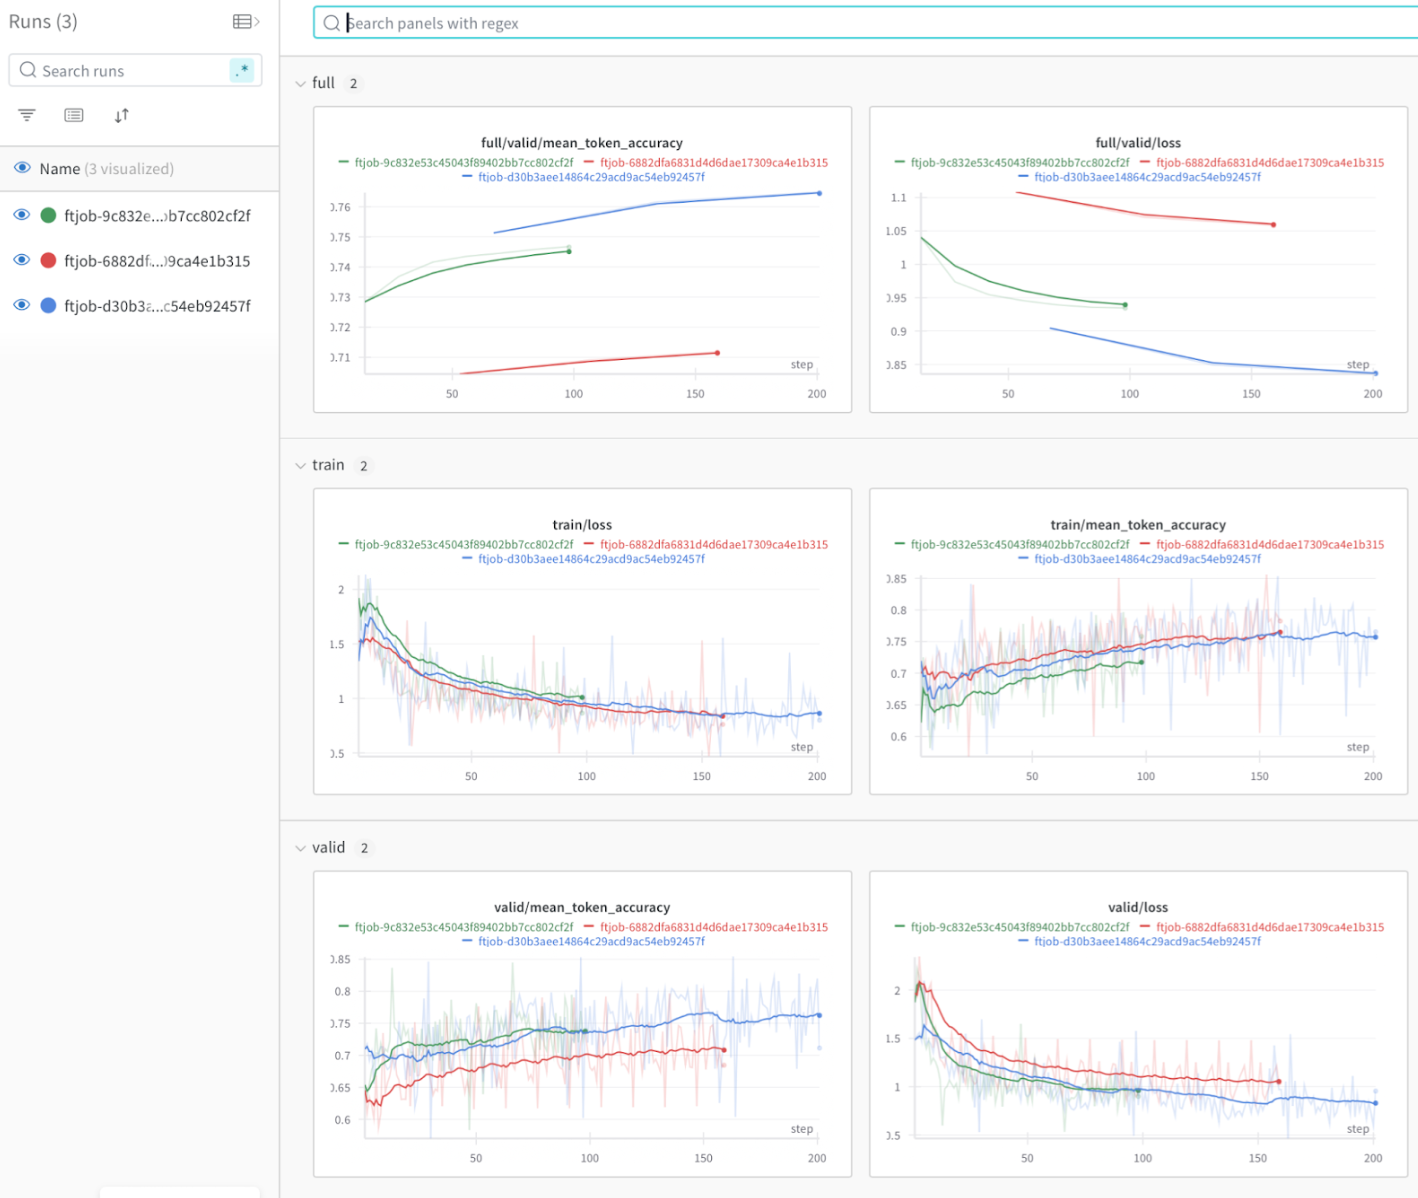 Runs (3)
Search runs
.*
Name (3 visualized)
ftjob-9c832e...b7cc802cf2f
ftjob-6882df...9ca4e1b315
ftjob-d30b3a...c54eb92457f
Search panels with regex
full 2
full/valid/mean_token_accuracy
ftjob-9c832e53c45043f89402bb7cc802cf2f ftjob-6882dfa6831d4d6dae17309ca4e1b315
ftjob-d30b3aee14864c29acd9ac54eb92457f
0.76
0.75
0.74
0.73
0.72
0.71
step
50 100 150 200
full/valid/loss
ftjob-9c832e53c45043f89402bb7cc802cf2f ftjob-6882dfa6831d4d6dae17309ca4e1b315
ftjob-d30b3aee14864c29acd9ac54eb92457f
1.1
1.05
1
0.95
0.9
0.85
step
50 100 150 200
train 2
train/loss
ftjob-9c832e53c45043f89402bb7cc802cf2f ftjob-6882dfa6831d4d6dae17309ca4e1b315
ftjob-d30b3aee14864c29acd9ac54eb92457f
2
1.5
1
0.5
step
50 100 150 200
train/mean_token_accuracy
ftjob-9c832e53c45043f89402bb7cc802cf2f ftjob-6882dfa6831d4d6dae17309ca4e1b315
ftjob-d30b3aee14864c29acd9ac54eb92457f
0.85
0.8
0.75
0.7
0.65
0.6
step
50 100 150 200
valid 2
valid/mean_token_accuracy
ftjob-9c832e53c45043f89402bb7cc802cf2f ftjob-6882dfa6831d4d6dae17309ca4e1b315
ftjob-d30b3aee14864c29acd9ac54eb92457f
0.85
0.8
0.75
0.7
0.65
0.6
step
50 100 150 200
valid/loss
ftjob-9c832e53c45043f89402bb7cc802cf2f ftjob-6882dfa6831d4d6dae17309ca4e1b315
ftjob-d30b3aee14864c29acd9ac54eb92457f
2
1.5
1
0.5
step
50 100 150 200